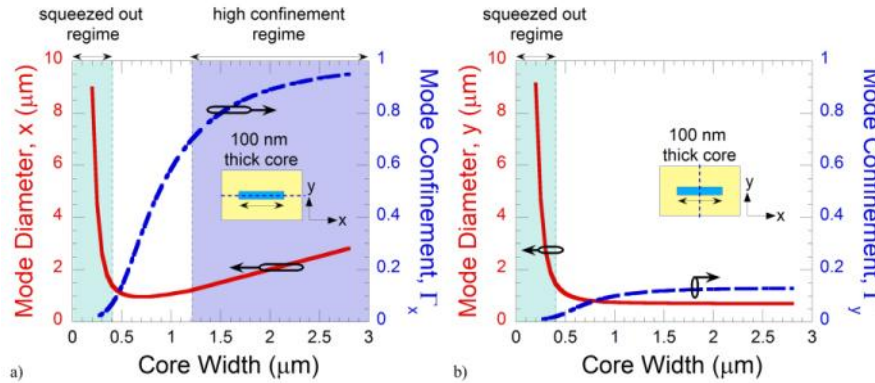 squeezed out
regime
high confinement
regime
10
8
6
4
2
0
Mode Diameter, x (μm)
100 nm
thick core
y
x
1
0.8
0.6
0.4
0.2
0
Mode Confinement, Γx
0 0.5 1 1.5 2 2.5 3
Core Width (μm)
a)
squeezed out
regime
10
8
6
4
2
0
Mode Diameter, y (μm)
100 nm
thick core
y
x
1
0.8
0.6
0.4
0.2
0
Mode Confinement, Γy
0 0.5 1 1.5 2 2.5 3
Core Width (μm)
b)